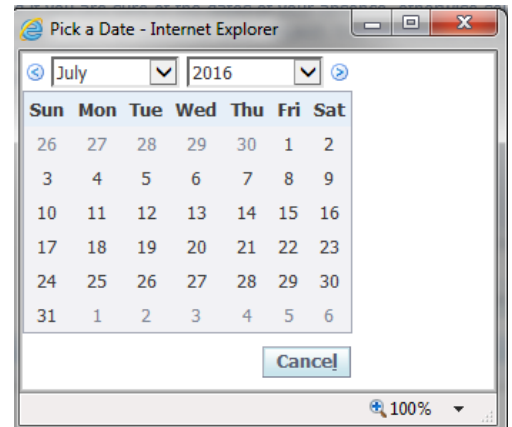 Pick a Date - Internet Explorer
July 2016
Sun Mon Tue Wed Thu Fri Sat
26 27 28 29 30 1 2
3 4 5 6 7 8 9
10 11 12 13 14 15 16
17 18 19 20 21 22 23
24 25 26 27 28 29 30
31 1 2 3 4 5 6
Cancel
100%